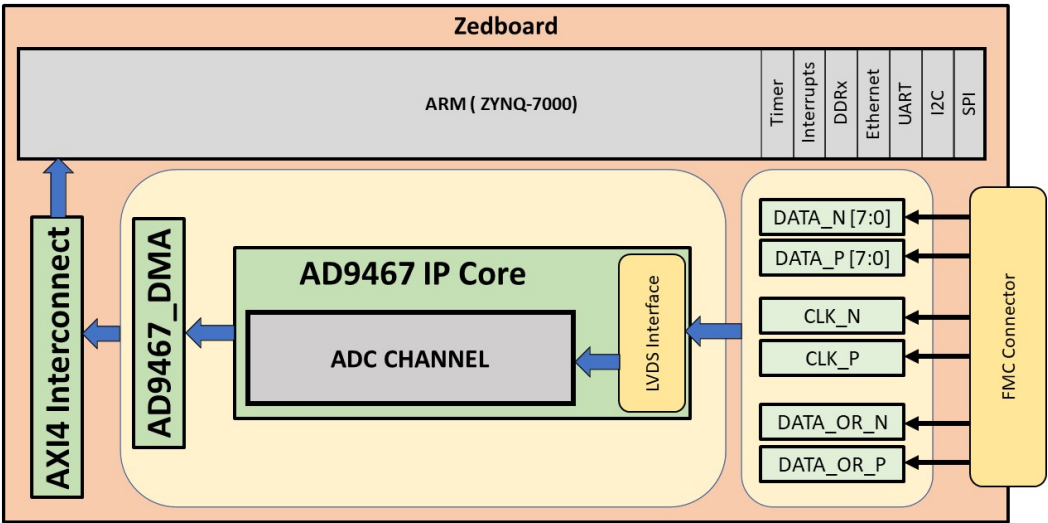 Zedboard
ARM ( ZYNQ-7000)
Timer
Interrupts
DDRx
Ethernet
UART
I2C
SPI
AXI4 Interconnect
AD9467_DMA
AD9467 IP Core
ADC CHANNEL
LVDS Interface
DATA_N [7:0]
DATA_P [7:0]
CLK_N
CLK_P
DATA_OR_N
DATA_OR_P
FMC Connector